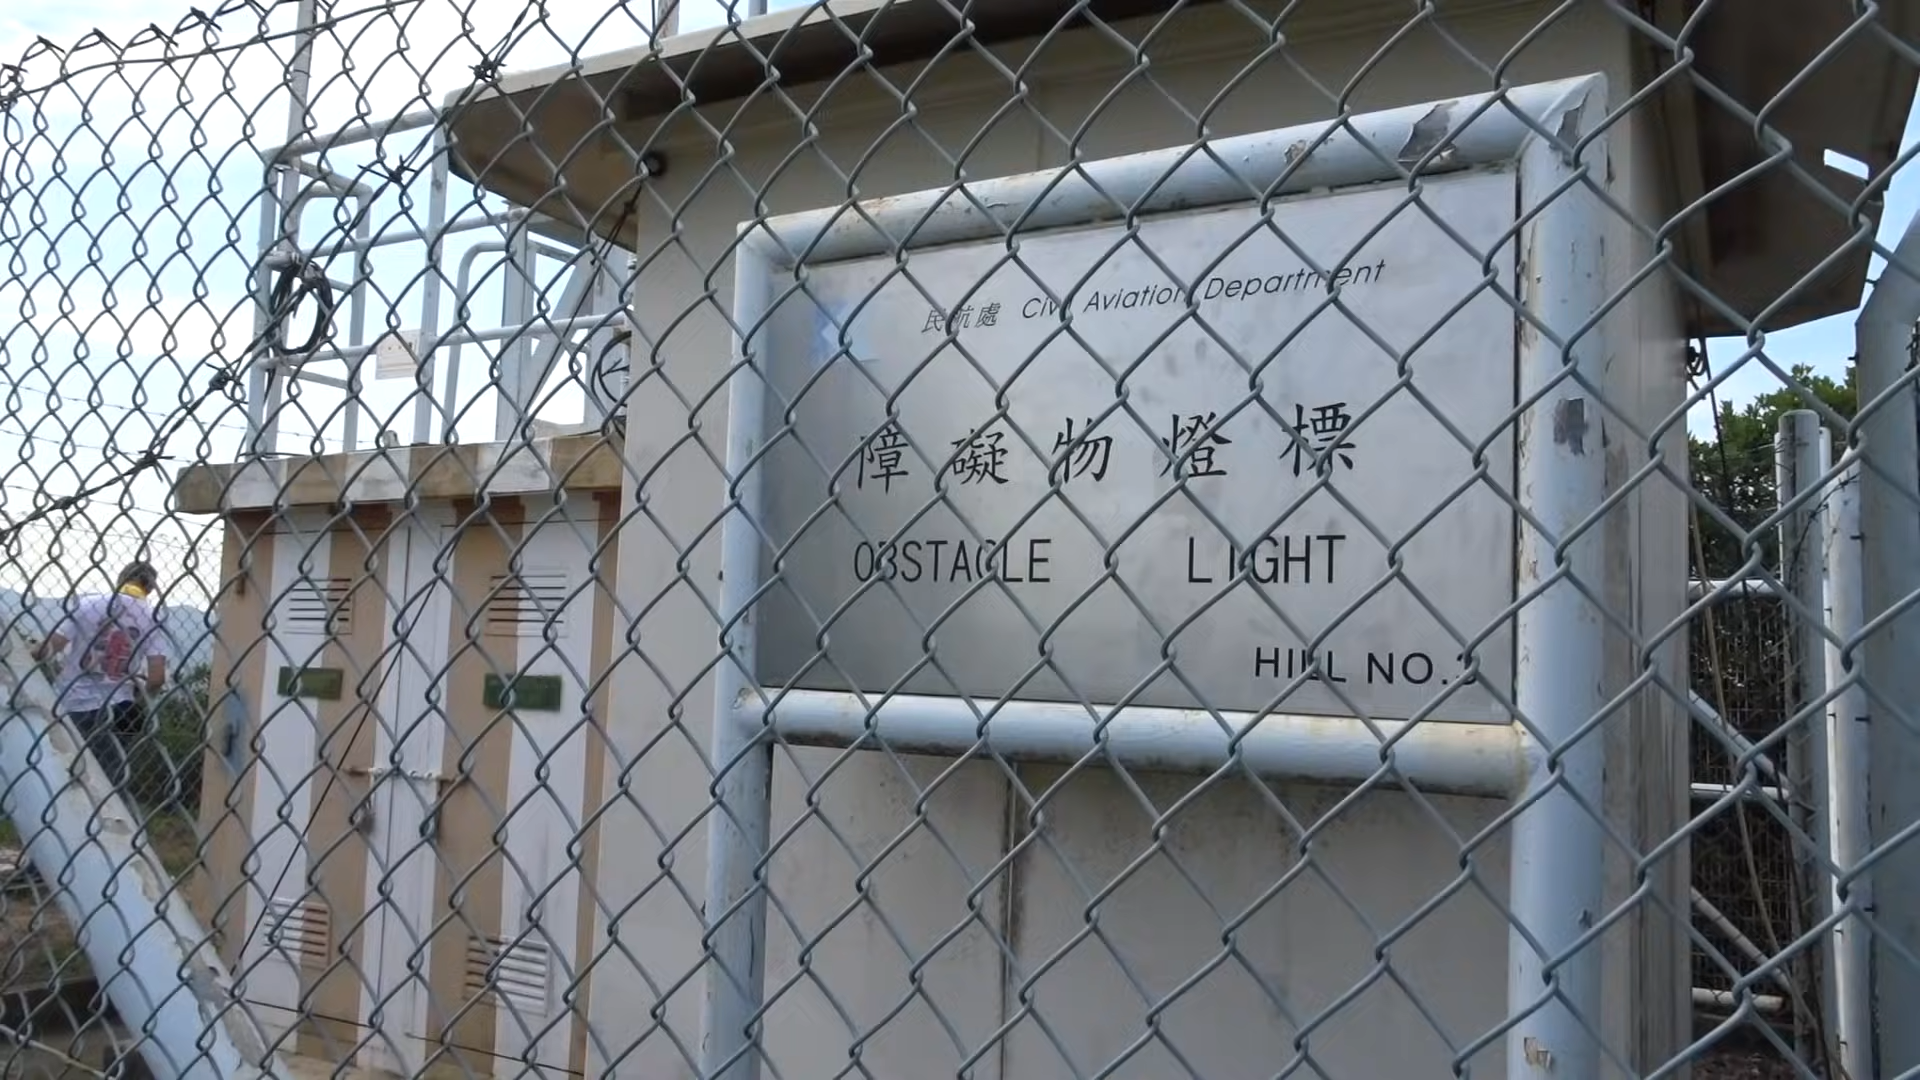 民航處 Civil Aviation Department
障礙物燈標
OBSTACLE LIGHT
HILL NO.3